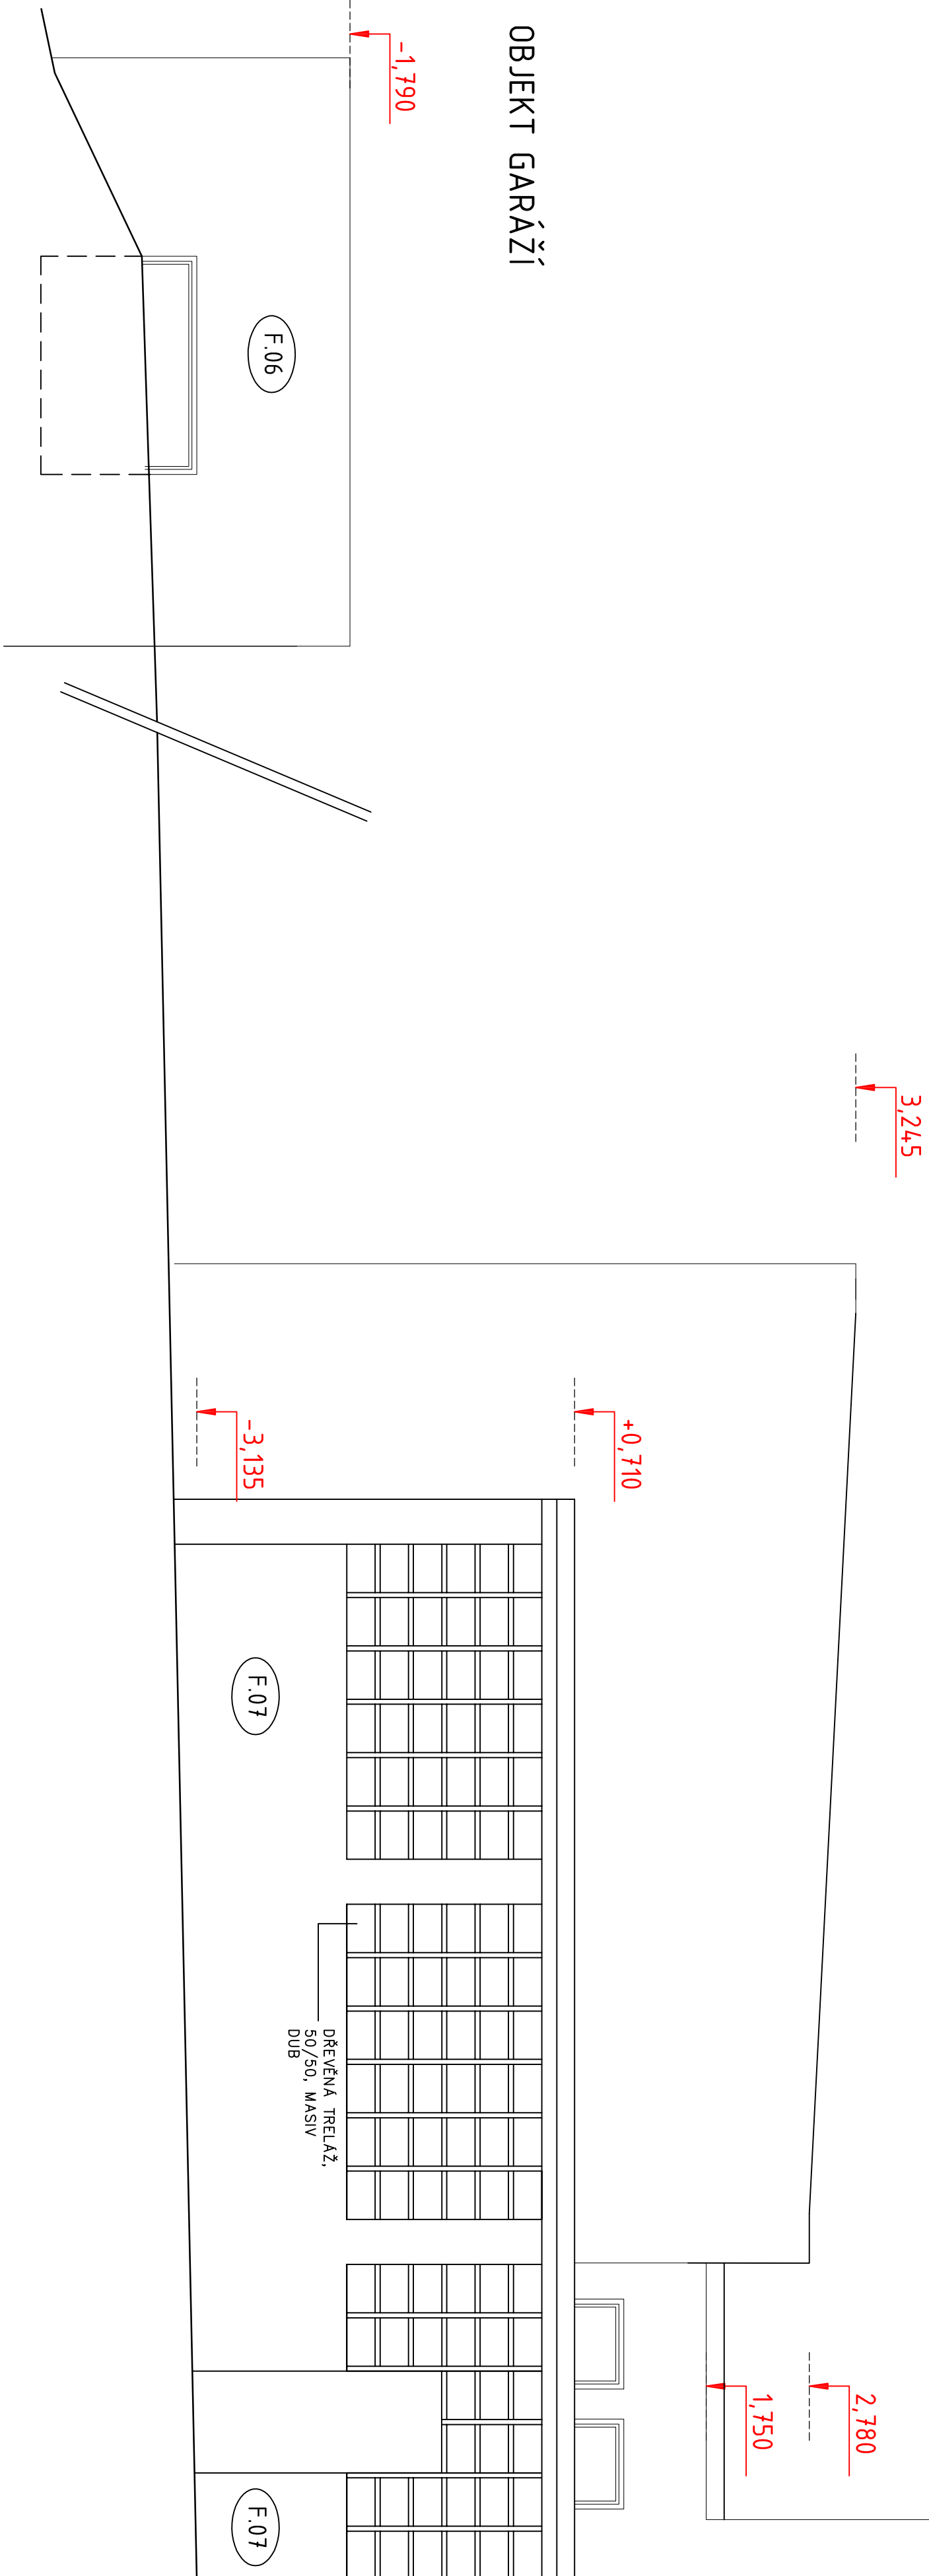 OBJEKT GARÁŽÍ
-1,790
F.06
3,245
-3,135
+0,710
F.07
DŘEVĚNÁ TRELÁŽ,
50/50, MASIV
DUB
2,780
1,750
F.07